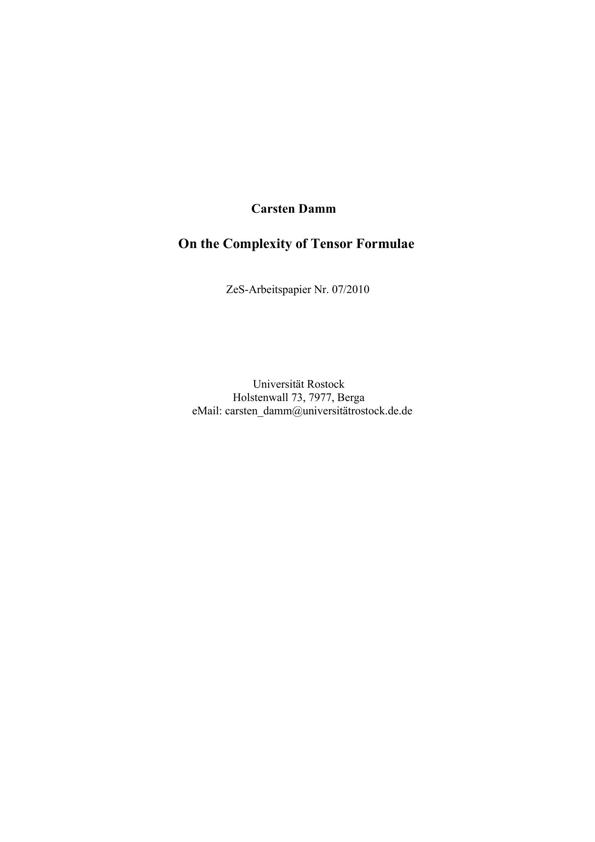 Carsten Damm
On the Complexity of Tensor Formulae
ZeS-Arbeitspapier Nr. 07/2010
Universität Rostock
Holstenwall 73, 7977, Berga
eMail: carsten_damm@universitätrostock.de.de